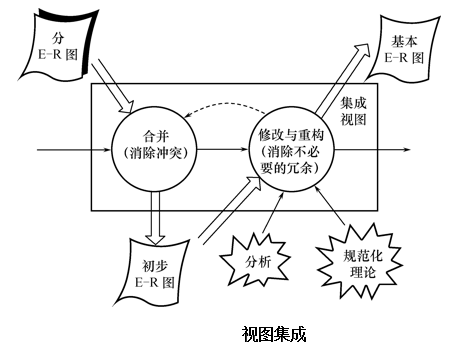 分
E-R 图
基本
E-R 图
集成
视图
合并
(消除冲突)
修改与重构
(消除不必
要的冗余)
初步
E-R 图
分析
规范化
理论
视图集成